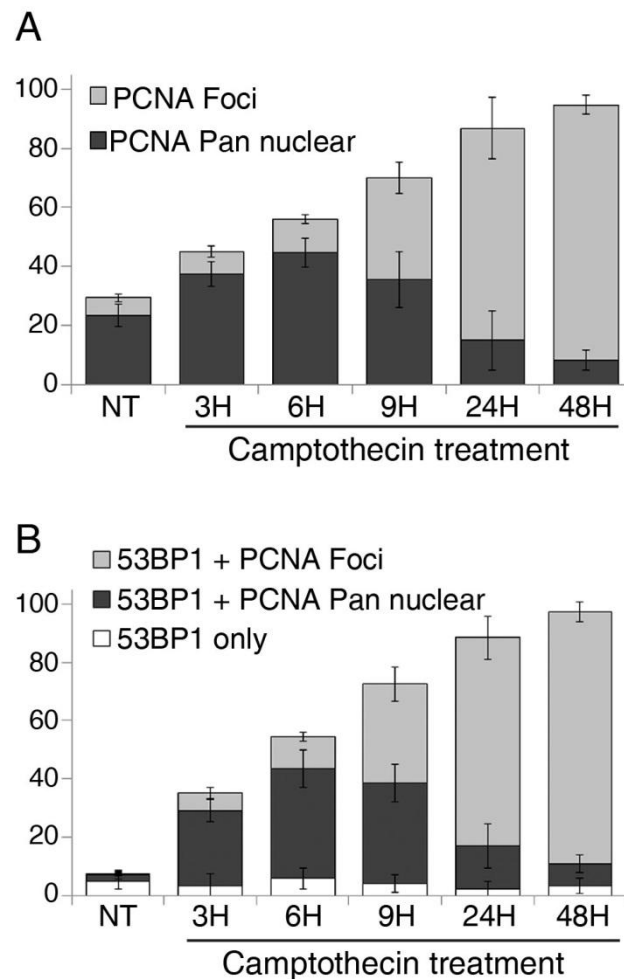 A
100
80
60
40
20
0
PCNA Foci
PCNA Pan nuclear
NT 3H 6H 9H 24H 48H
Camptothecin treatment
B
53BP1 + PCNA Foci
53BP1 + PCNA Pan nuclear
53BP1 only
100
80
60
40
20
0
NT 3H 6H 9H 24H 48H
Camptothecin treatment